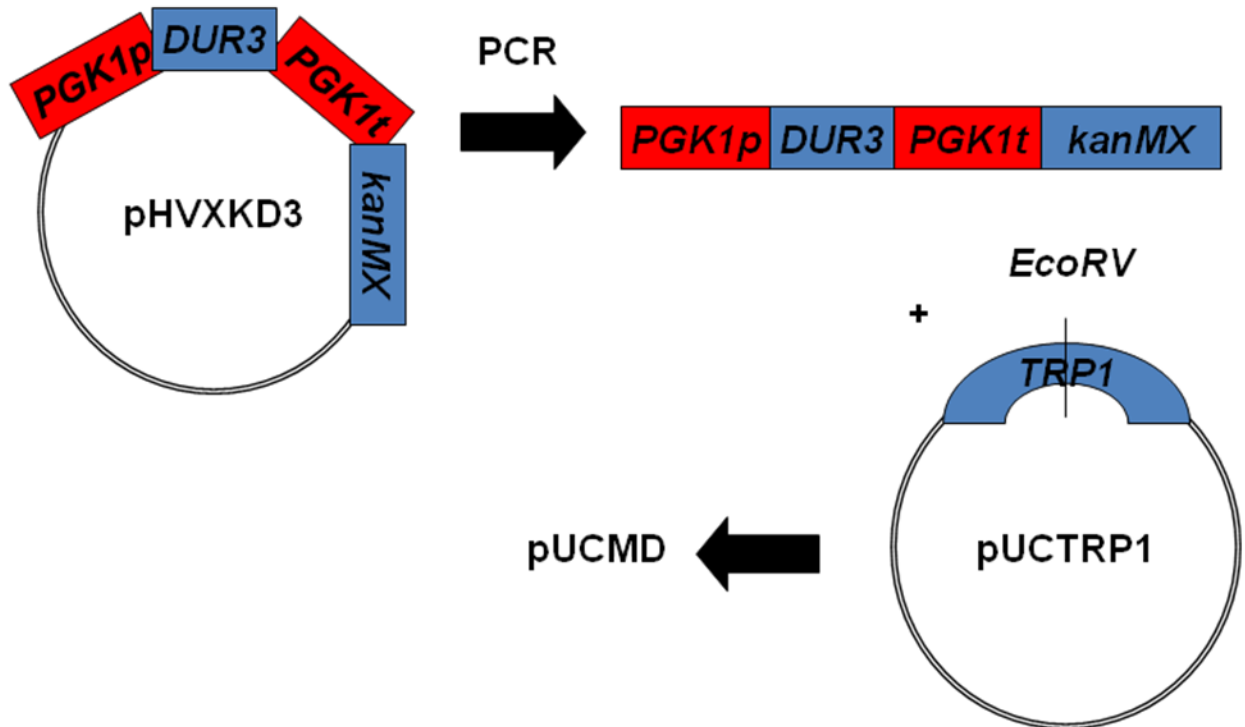 PGK1p
DUR3
PGK1t
kanMX
pHVXKD3
PCR
PGK1p DUR3 PGK1t kanMX
EcoRV
+
TRP1
pUCTRP1
pUCMD